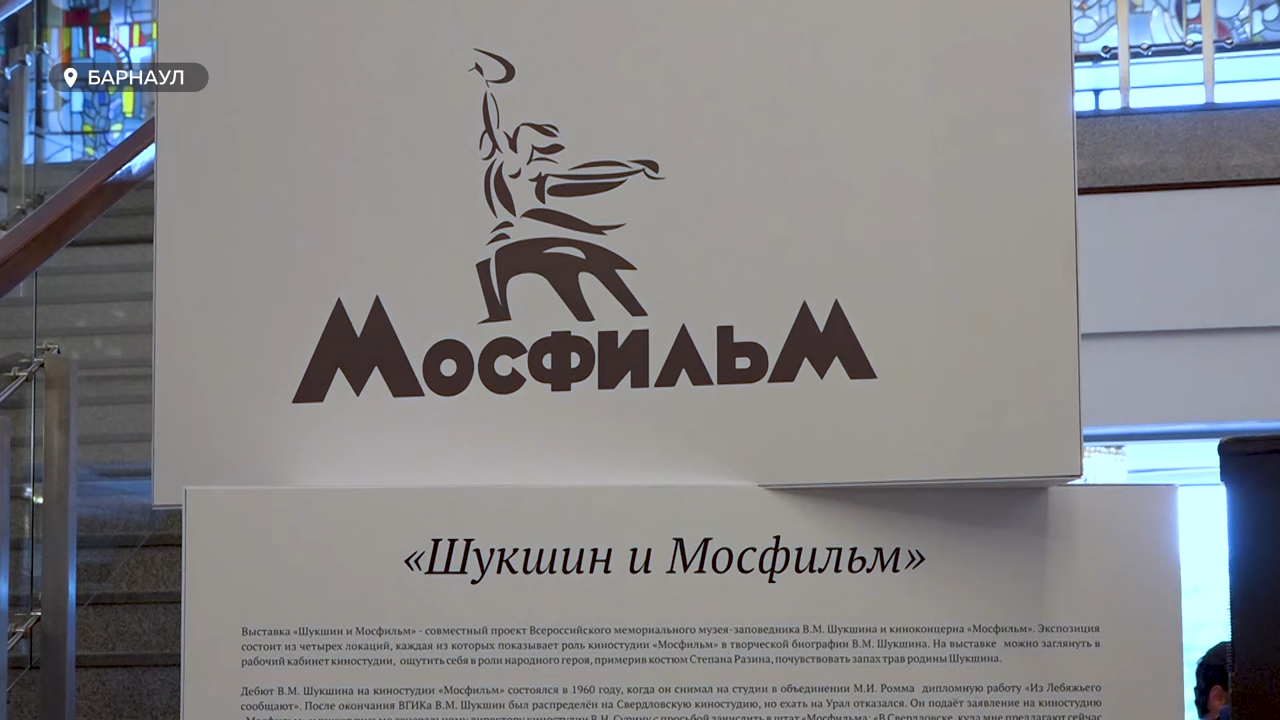 БАРНАУЛ
Мосфильм
«Шукшин и Мосфильм»
Выставка «Шукшин и Мосфильм» - совместный проект Всероссийского мемориального музея-заповедника В.М. Шукшина и киноконцерна «Мосфильм». Экспозиция
состоит из четырех локаций, каждая из которых показывает роль киностудии «Мосфильм» в творческой биографии В.М. Шукшина. На выставке можно заглянуть в
рабочий кабинет киностудии, ощутить себя в роли народного героя, примерив костюм Степана Разина, почувствовать запах трав родины Шукшина.
Дебют В.М. Шукшина на киностудии «Мосфильм» состоялся в 1960 году, когда он снимал на студии в объединении М.И. Ромма дипломную работу «Из Лебяжьего
сообщают». После окончания ВГИКа В.М. Шукшин был распределён на Свердловскую киностудию, но ехать на Урал отказался. Он подаёт заявление на киностудию